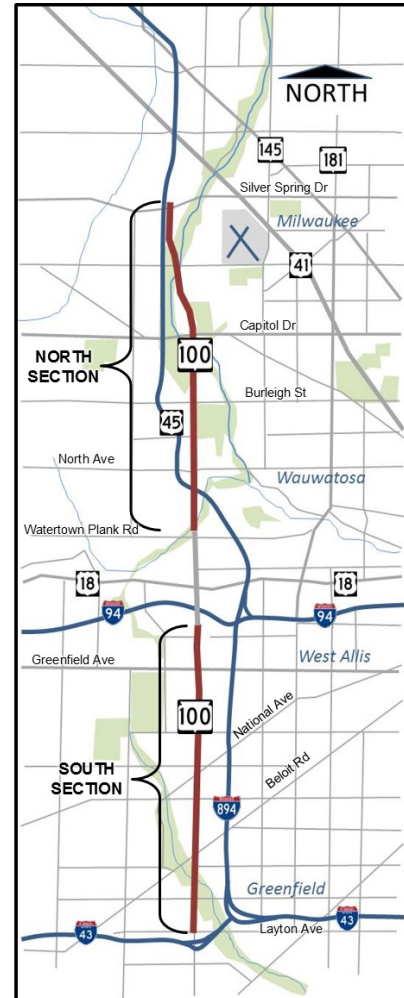 NORTH
145
181
Silver Spring Dr
Milwaukee
41
Capitol Dr
NORTH
SECTION
100
Burleigh St
45
North Ave
Wauwatosa
Watertown Plank Rd
18
18
94
94
Greenfield Ave
West Allis
100
National Ave
Beloit Rd
SOUTH
SECTION
894
Greenfield
43
43
Layton Ave